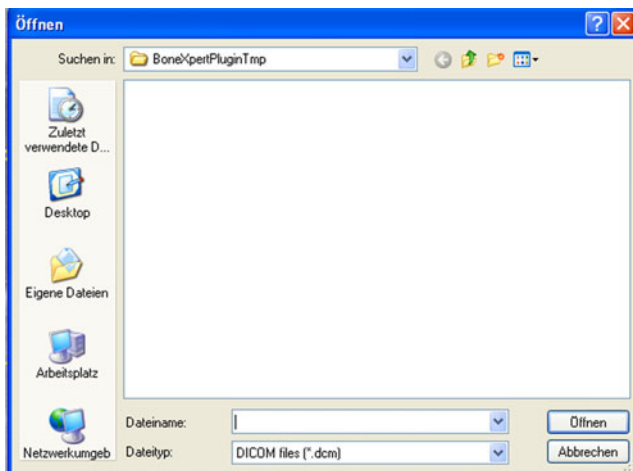 Öffnen
Suchen in:
BoneXpertPluginTmp
Zuletzt
verwendete D...
Desktop
Eigene Dateien
Arbeitsplatz
Netzwerkumgeb
Dateiname:
Öffnen
Dateityp:
DICOM files (*.dcm)
Abbrechen